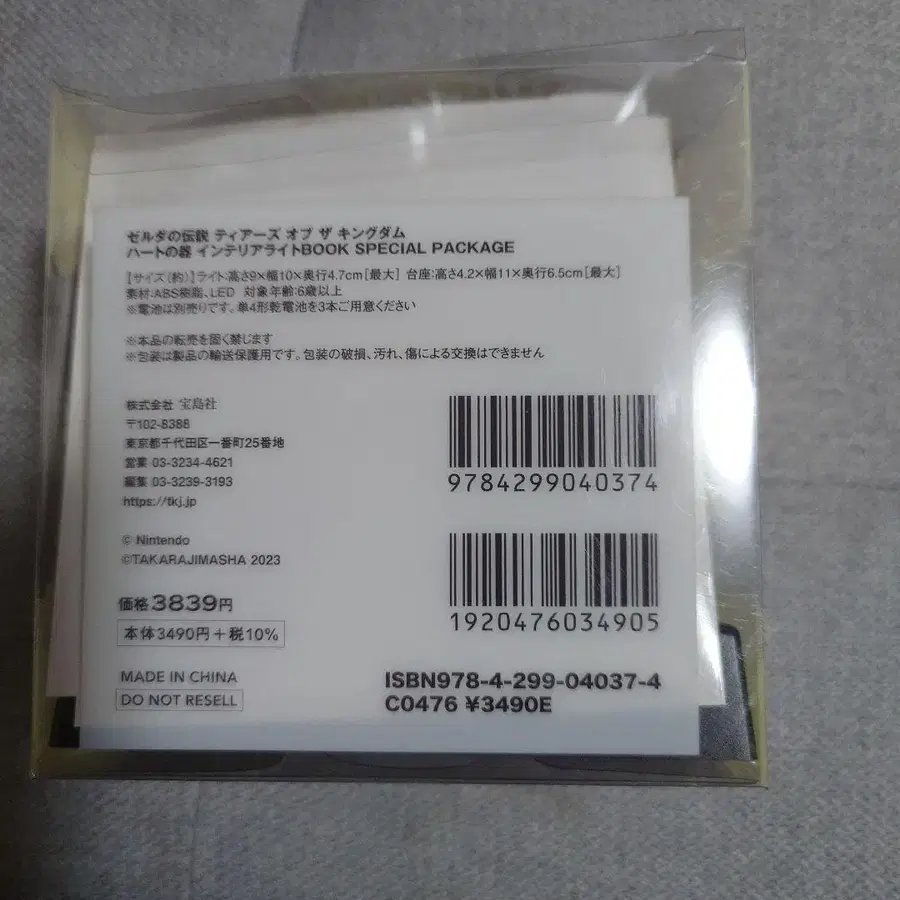 ゼルダの伝説 ティアーズ オブ ザ キングダム
ハートの器 インテリアライトBOOK SPECIAL PACKAGE
【サイズ（約）】ライト：高さ9×幅10×奥行4.7cm［最大］ 台座：高さ4.2×幅11×奥行6.5cm［最大］
素材：ABS樹脂、LED 対象年齢：6歳以上
※電池は別売りです。単4形乾電池を3本ご用意ください
※本品の転売を固く禁じます
※包装は製品の輸送保護用です。包装の破損、汚れ、傷による交換はできません
株式会社 宝島社
〒102-8388
東京都千代田区一番町25番地
営業 03-3234-4621
編集 03-3239-3193
https://tkj.jp
© Nintendo
©TAKARAJIMASHA 2023
価格3839円
本体3490円＋税10%
MADE IN CHINA
DO NOT RESELL
9784299040374
1920476034905
ISBN978-4-299-04037-4
C0476 ¥3490E